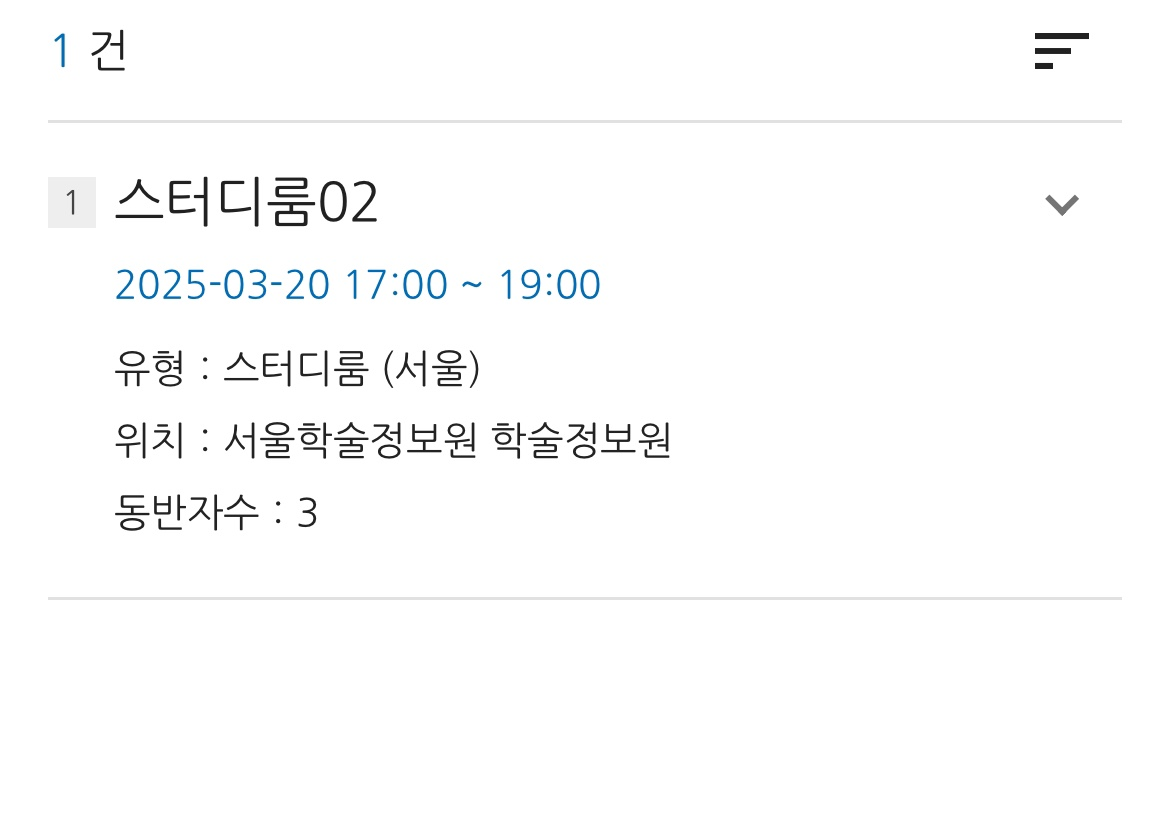 1 건
1 스터디룸02
2025-03-20 17:00 ~ 19:00
유형 : 스터디룸 (서울)
위치 : 서울학술정보원 학술정보원
동반자수 : 3